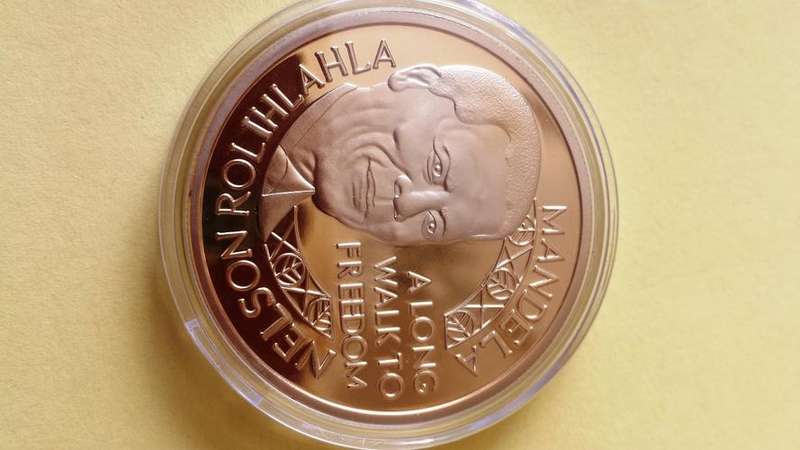 NELSON ROLIHLAHLA
MANDELA
A LONG
WALK TO
FREEDOM